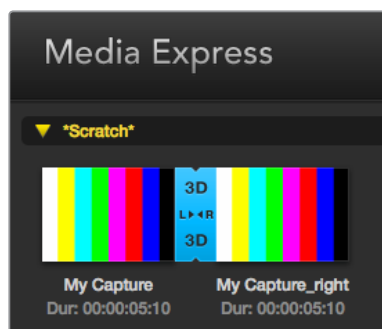 Media Express
*Scratch*
3D
L▸◂R
3D
My Capture My Capture_right
Dur: 00:00:05:10 Dur: 00:00:05:10